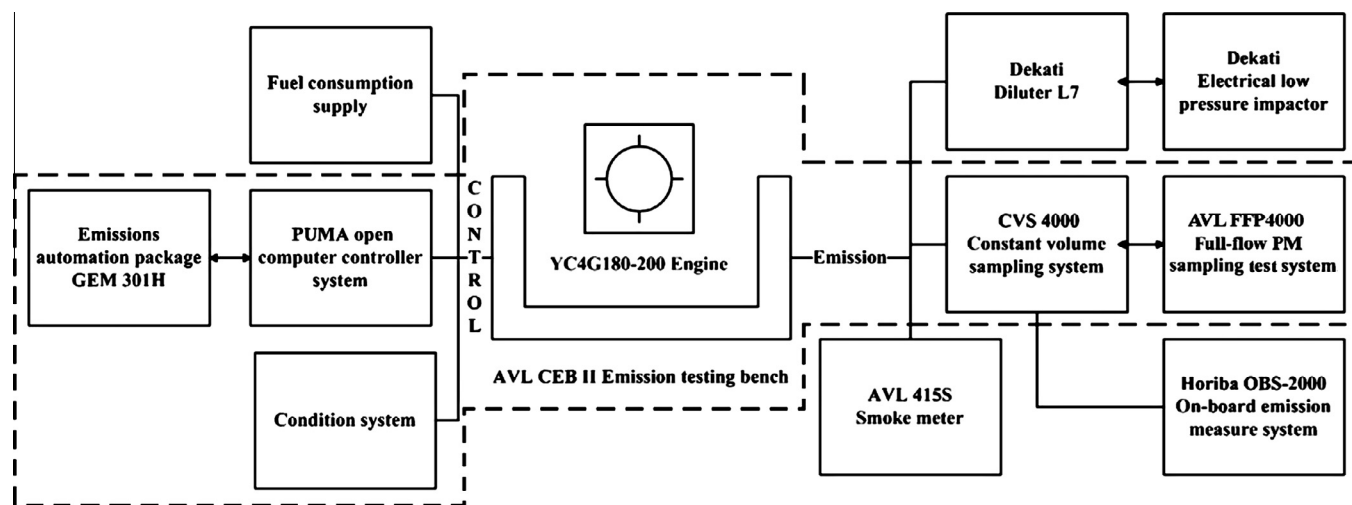 Fuel consumption
supply
Emissions
automation package
GEM 301H
PUMA open
computer controller
system
Condition system
CONTROL
YC4G180-200 Engine
AVL CEB II Emission testing bench
Emission
Dekati
Diluter L7
Dekati
Electrical low
pressure impactor
CVS 4000
Constant volume
sampling system
AVL FFP4000
Full-flow PM
sampling test system
AVL 415S
Smoke meter
Horiba OBS-2000
On-board emission
measure system